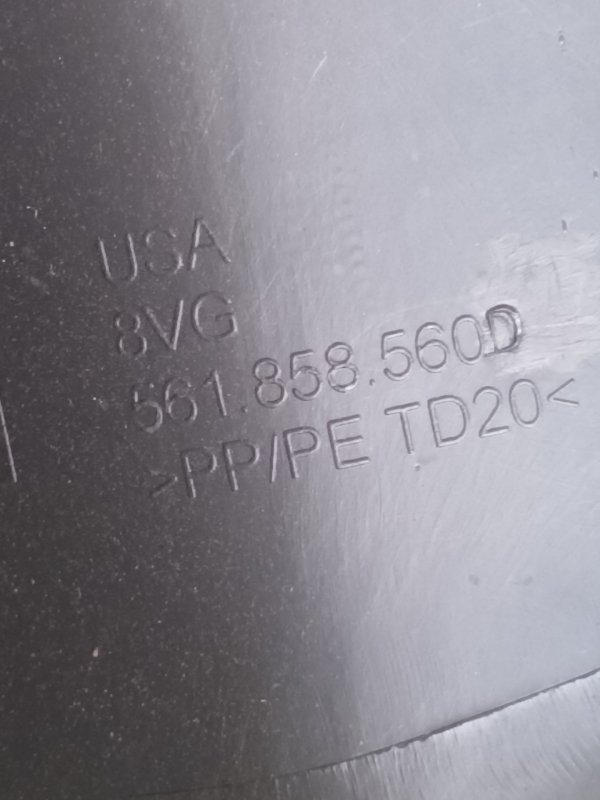 USA
8VG
561.858.560D
>PP/PE TD20<